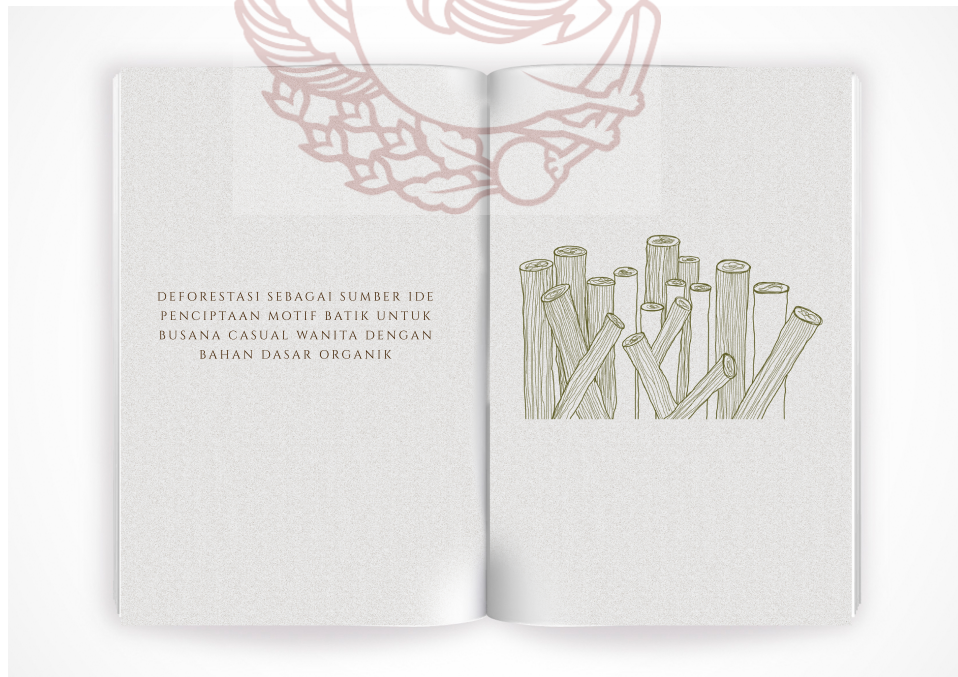 DEFORESTASI SEBAGAI SUMBER IDE
PENCIPTAAN MOTIF BATIK UNTUK
BUSANA CASUAL WANITA DENGAN
BAHAN DASAR ORGANIK